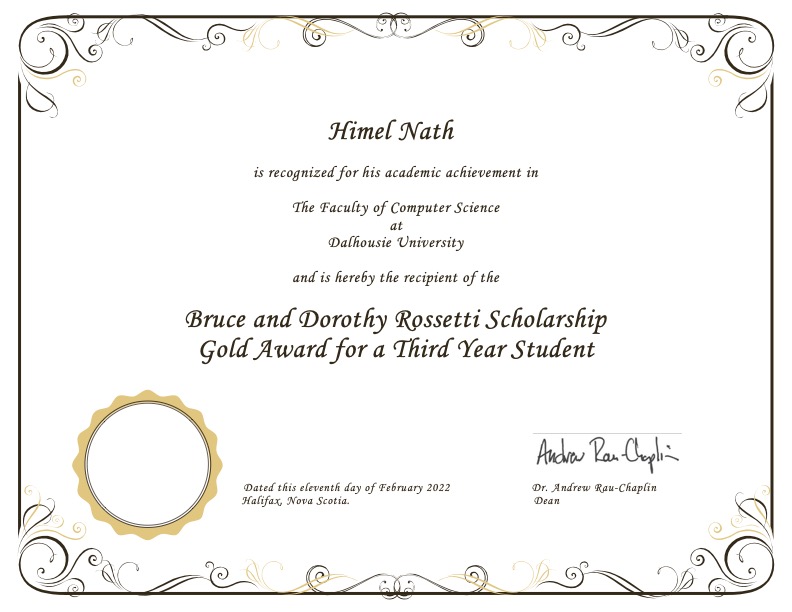 Himel Nath
is recognized for his academic achievement in
The Faculty of Computer Science
at
Dalhousie University
and is hereby the recipient of the
Bruce and Dorothy Rossetti Scholarship
Gold Award for a Third Year Student
Andrew Rau-Chaplin
Dated this eleventh day of February 2022
Halifax, Nova Scotia.
Dr. Andrew Rau-Chaplin
Dean